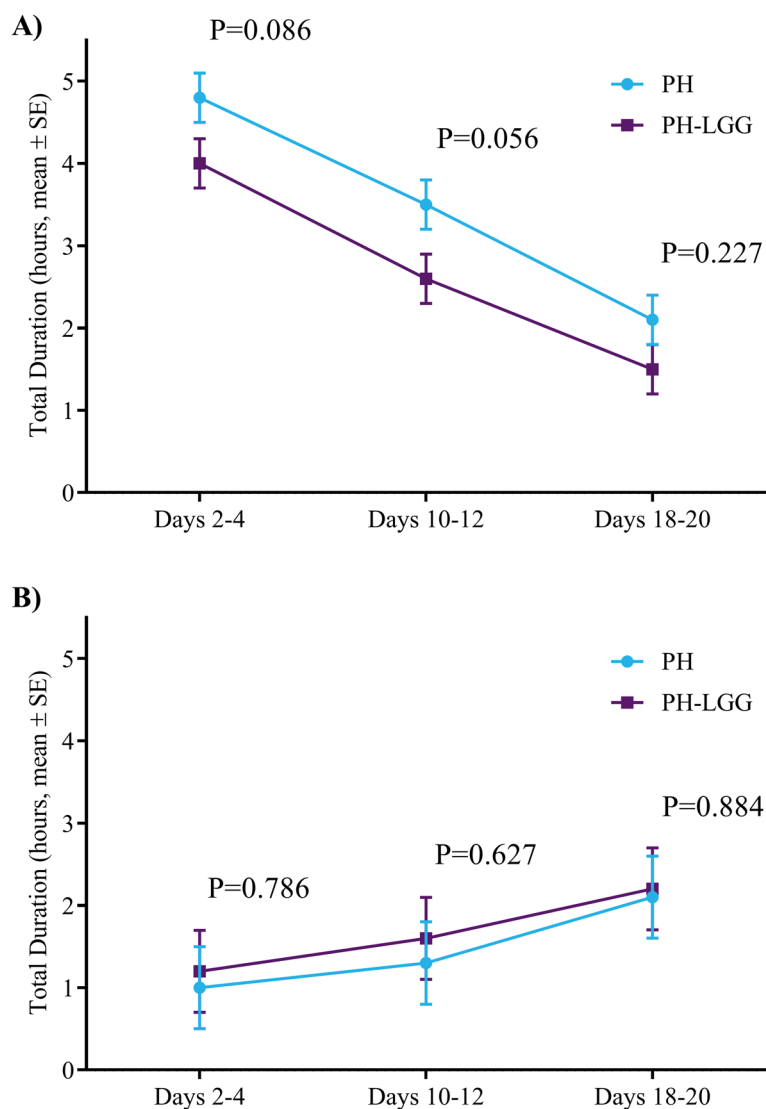 A)
P=0.086
5
PH
PH-LGG
P=0.056
4
3
P=0.227
2
1
0
Total Duration (hours, mean ± SE)
Days 2-4
Days 10-12
Days 18-20
B)
5
PH
PH-LGG
4
3
P=0.884
P=0.627
P=0.786
2
1
0
Total Duration (hours, mean ± SE)
Days 2-4
Days 10-12
Days 18-20